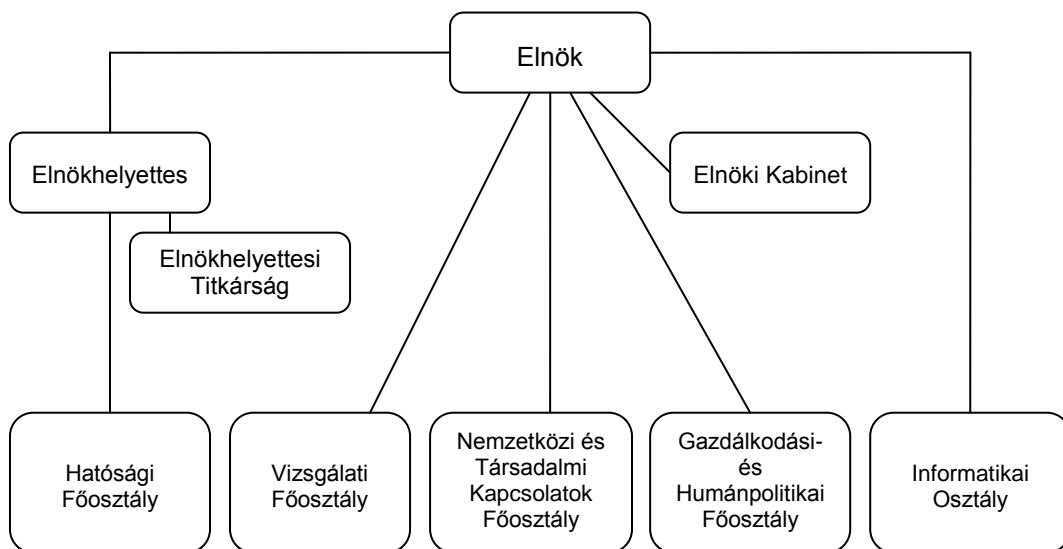 Elnök
Elnökhelyettes
Elnöki Kabinet
Elnökhelyettesi
Titkárság
Hatósági
Főosztály
Vizsgálati
Főosztály
Nemzetközi és
Társadalmi
Kapcsolatok
Főosztály
Gazdálkodási-
és
Humánpolitikai
Főosztály
Informatikai
Osztály